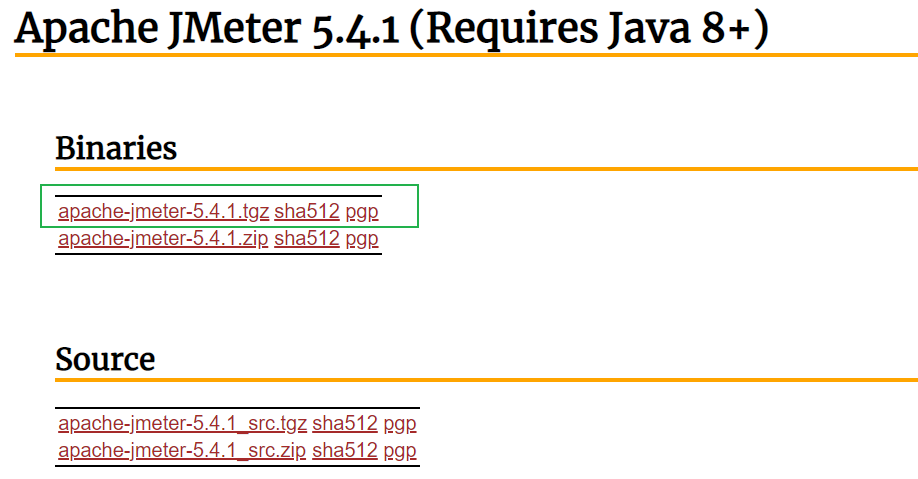 Apache JMeter 5.4.1 (Requires Java 8+)
Binaries
apache-jmeter-5.4.1.tgz sha512 pgp
apache-jmeter-5.4.1.zip sha512 pgp
Source
apache-jmeter-5.4.1_src.tgz sha512 pgp
apache-jmeter-5.4.1_src.zip sha512 pgp